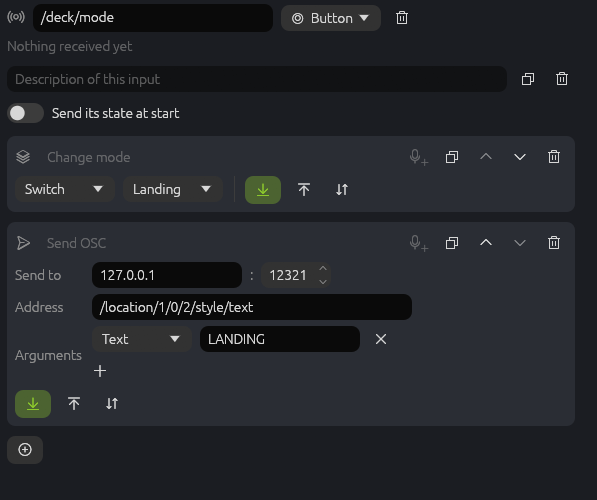 /deck/mode
Button
Nothing received yet
Description of this input
Send its state at start
Change mode
Switch Landing
Send OSC
Send to 127.0.0.1 : 12321
Address /location/1/0/2/style/text
Arguments Text LANDING